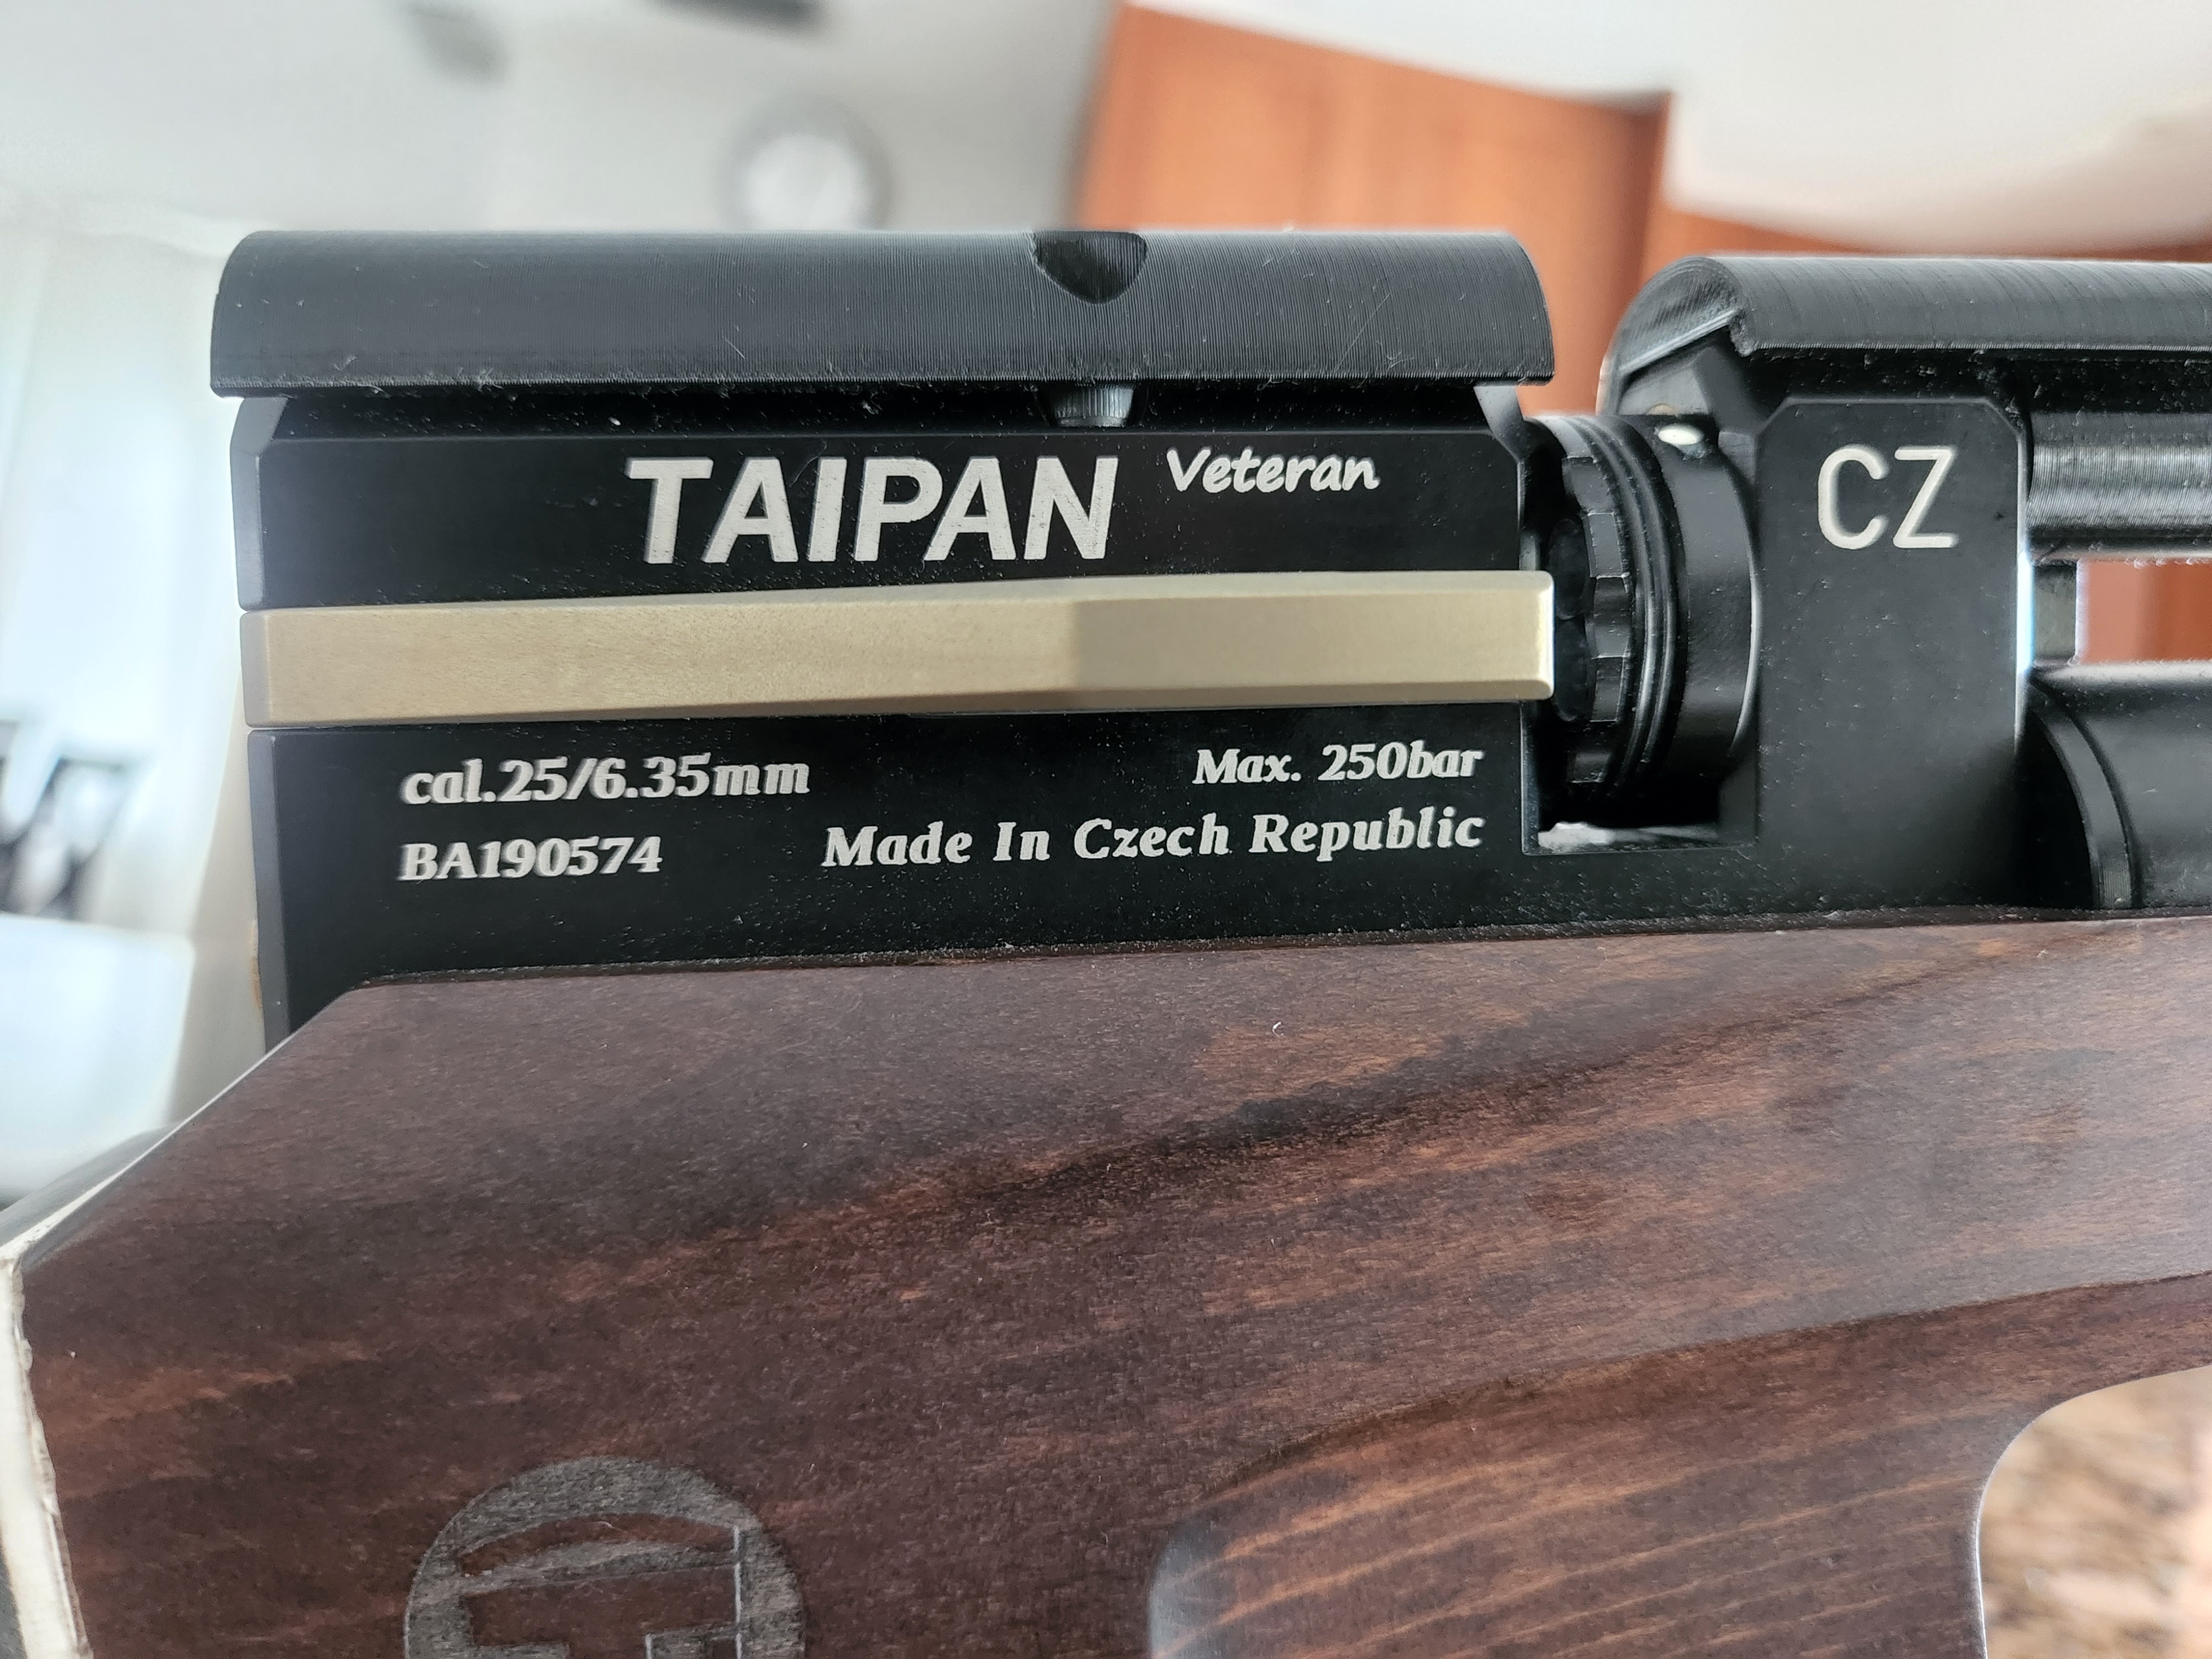 TAIPAN Veteran
CZ
cal.25/6.35mm
Max. 250bar
BA190574
Made In Czech Republic